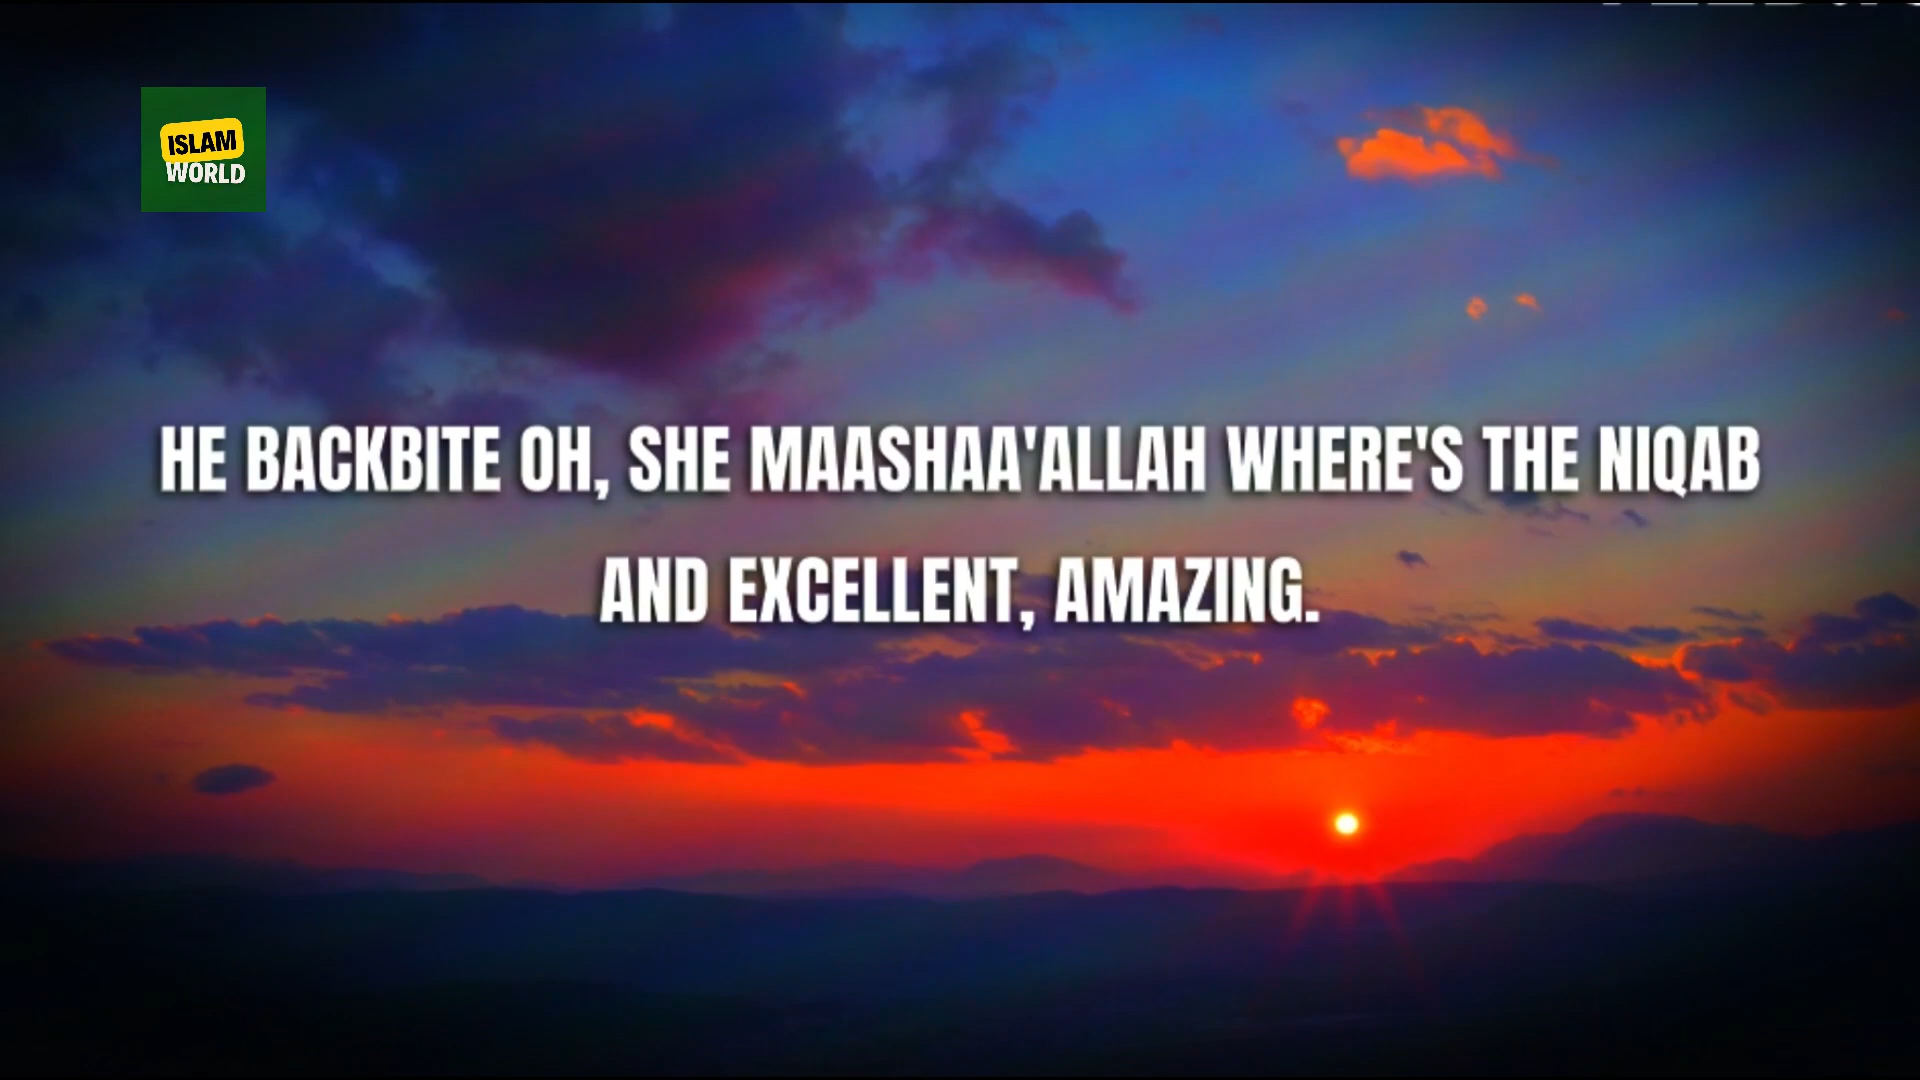 ISLAM
WORLD
HE BACKBITE OH, SHE MAASHAA'ALLAH WHERE'S THE NIQAB
AND EXCELLENT, AMAZING.